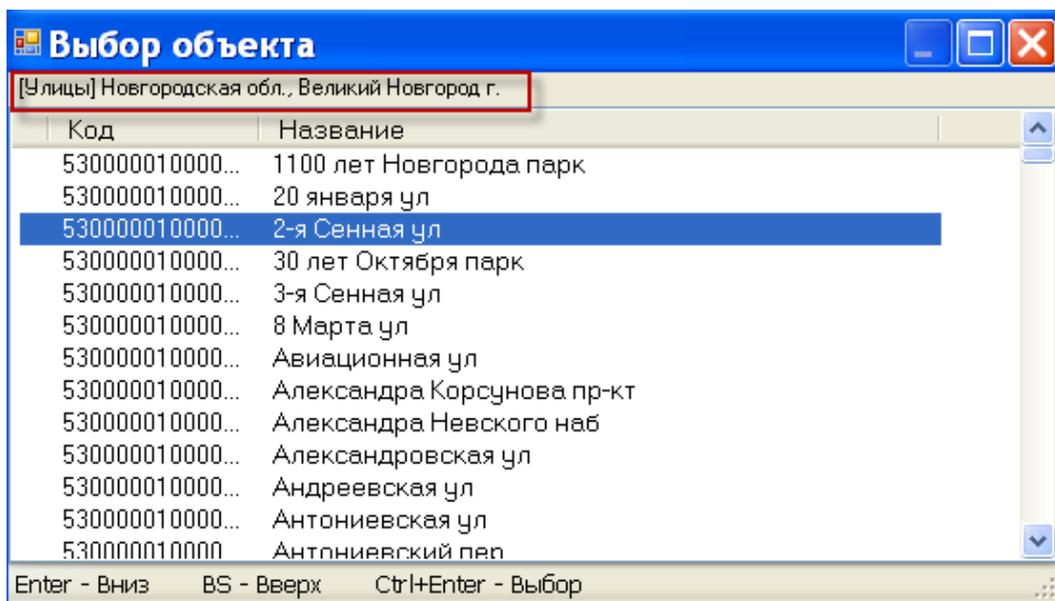 Выбор объекта
[Улицы] Новгородская обл., Великий Новгород г.
Код Название
530000010000... 1100 лет Новгорода парк
530000010000... 20 января ул
530000010000... 2-я Сенная ул
530000010000... 30 лет Октября парк
530000010000... 3-я Сенная ул
530000010000... 8 Марта ул
530000010000... Авиационная ул
530000010000... Александра Корсунова пр-кт
530000010000... Александра Невского наб
530000010000... Александровская ул
530000010000... Андреевская ул
530000010000... Антониевская ул
530000010000... Антониевский пер
Enter - Вниз BS - Вверх Ctrl+Enter - Выбор